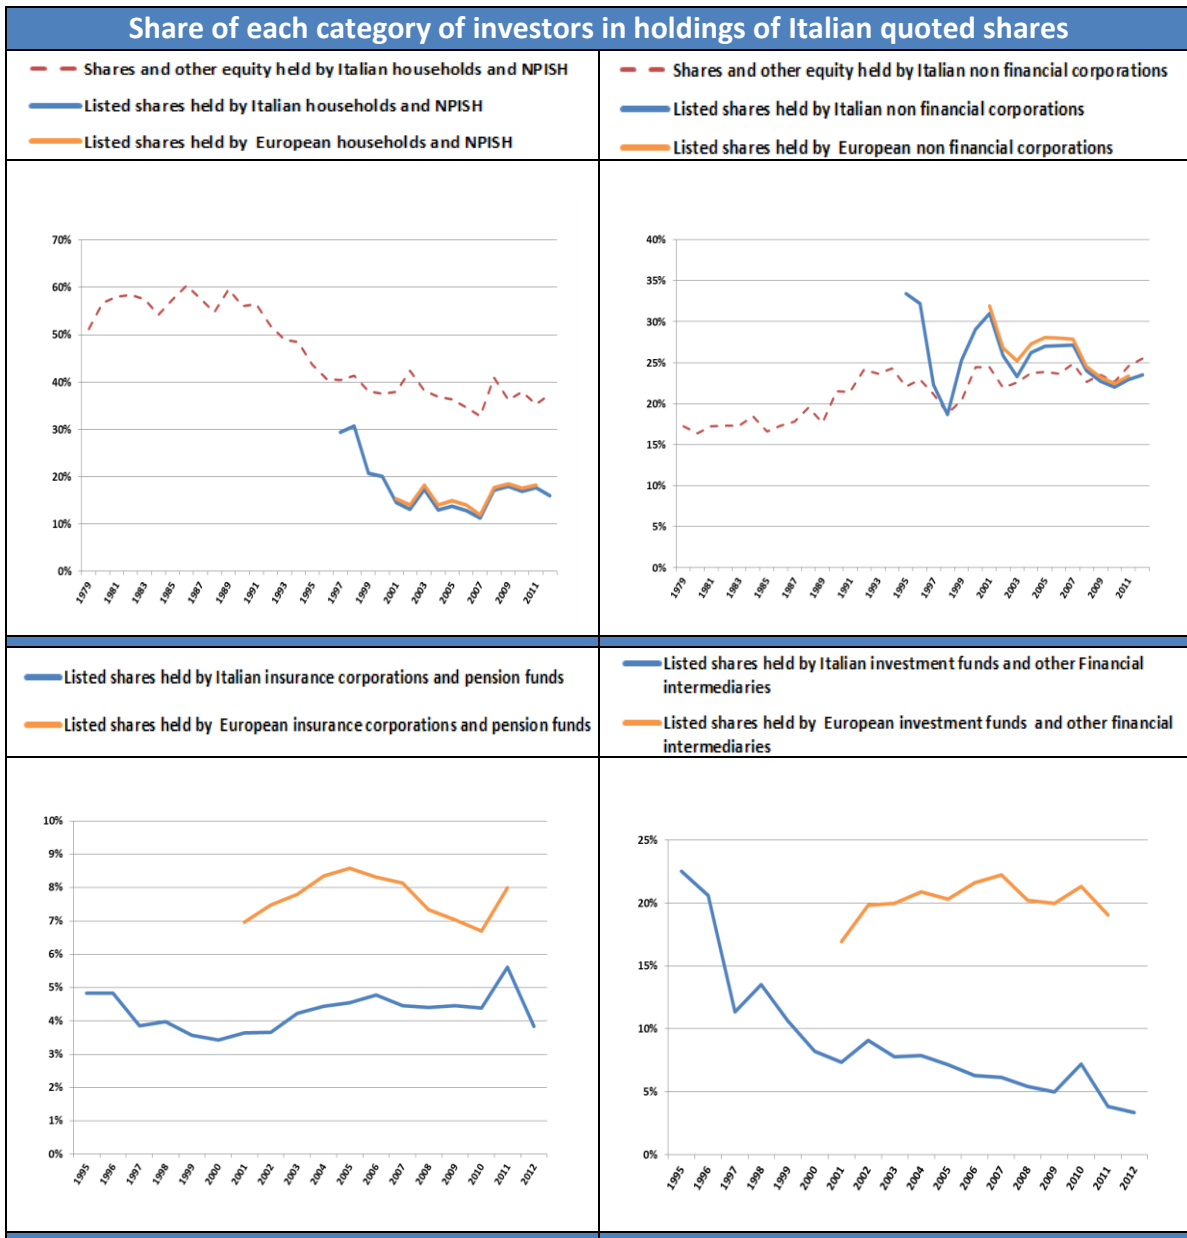 Share of each category of investors in holdings of Italian quoted shares
Shares and other equity held by Italian households and NPISH
Listed shares held by Italian households and NPISH
Listed shares held by European households and NPISH
Shares and other equity held by Italian non financial corporations
Listed shares held by Italian non financial corporations
Listed shares held by European non financial corporations
70%
60%
50%
40%
30%
20%
10%
0%
1979 1981 1983 1985 1987 1989 1991 1993 1995 1997 1999 2001 2003 2005 2007 2009 2011
40%
35%
30%
25%
20%
15%
10%
5%
0%
1979 1981 1983 1985 1987 1989 1991 1993 1995 1997 1999 2001 2003 2005 2007 2009 2011
Listed shares held by Italian insurance corporations and pension funds
Listed shares held by European insurance corporations and pension funds
Listed shares held by Italian investment funds and other Financial
intermediaries
Listed shares held by European investment funds and other financial
intermediaries
10%
9%
8%
7%
6%
5%
4%
3%
2%
1%
0%
1995 1996 1997 1998 1999 2000 2001 2002 2003 2004 2005 2006 2007 2008 2009 2010 2011 2012
25%
20%
15%
10%
5%
0%
1995 1996 1997 1998 1999 2000 2001 2002 2003 2004 2005 2006 2007 2008 2009 2010 2011 2012